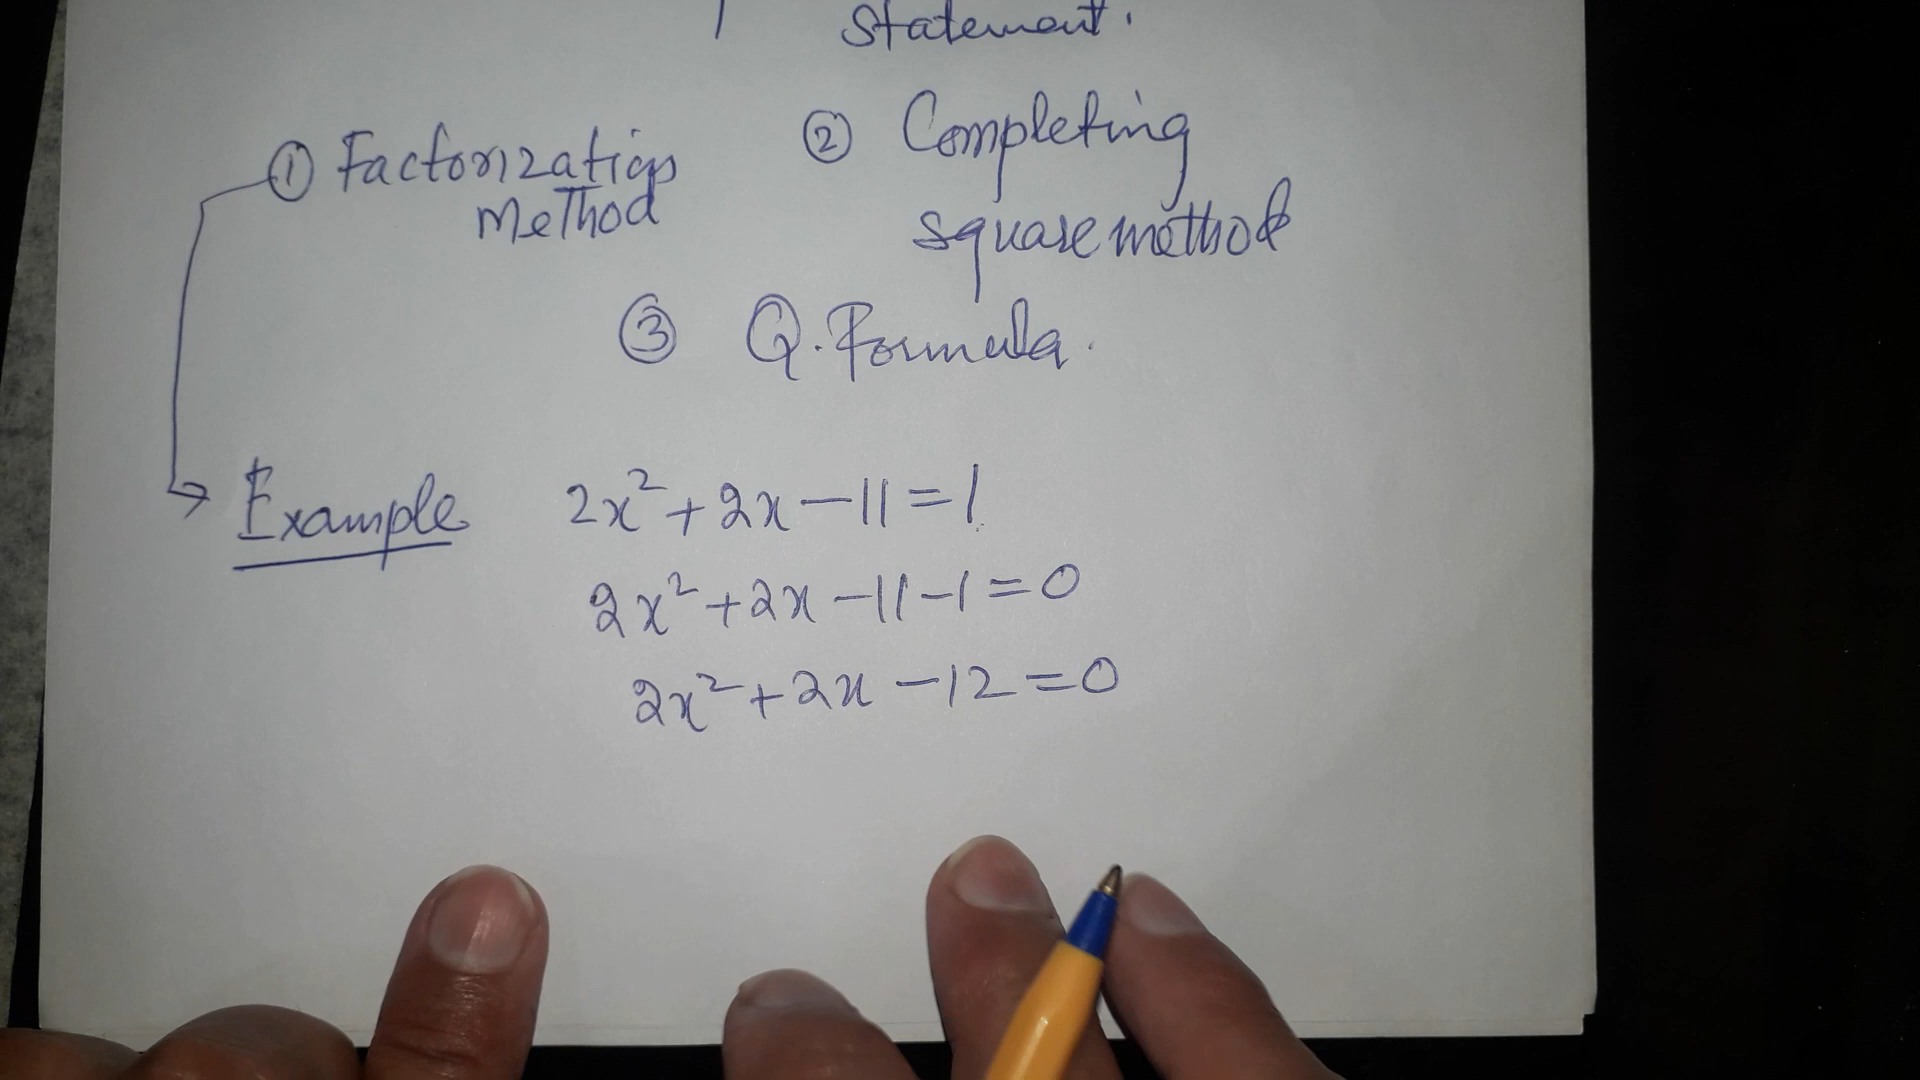 Statement.
① Factorization
Method
② Completing
square method
③ Q. Formula.
Example 2x² + 2x - 11 = 1
2x² + 2x - 11 - 1 = 0
2x² + 2x - 12 = 0